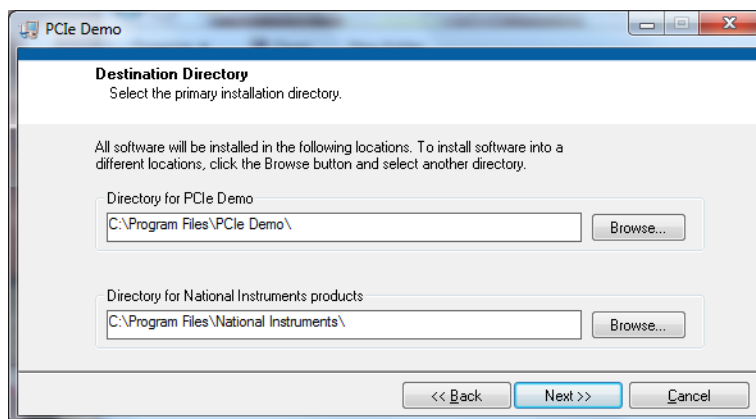 PCIe Demo
Destination Directory
Select the primary installation directory.
All software will be installed in the following locations. To install software into a
different locations, click the Browse button and select another directory.
Directory for PCIe Demo
C:\Program Files\PCIe Demo\
Browse...
Directory for National Instruments products
C:\Program Files\National Instruments\
Browse...
<< Back
Next >>
Cancel